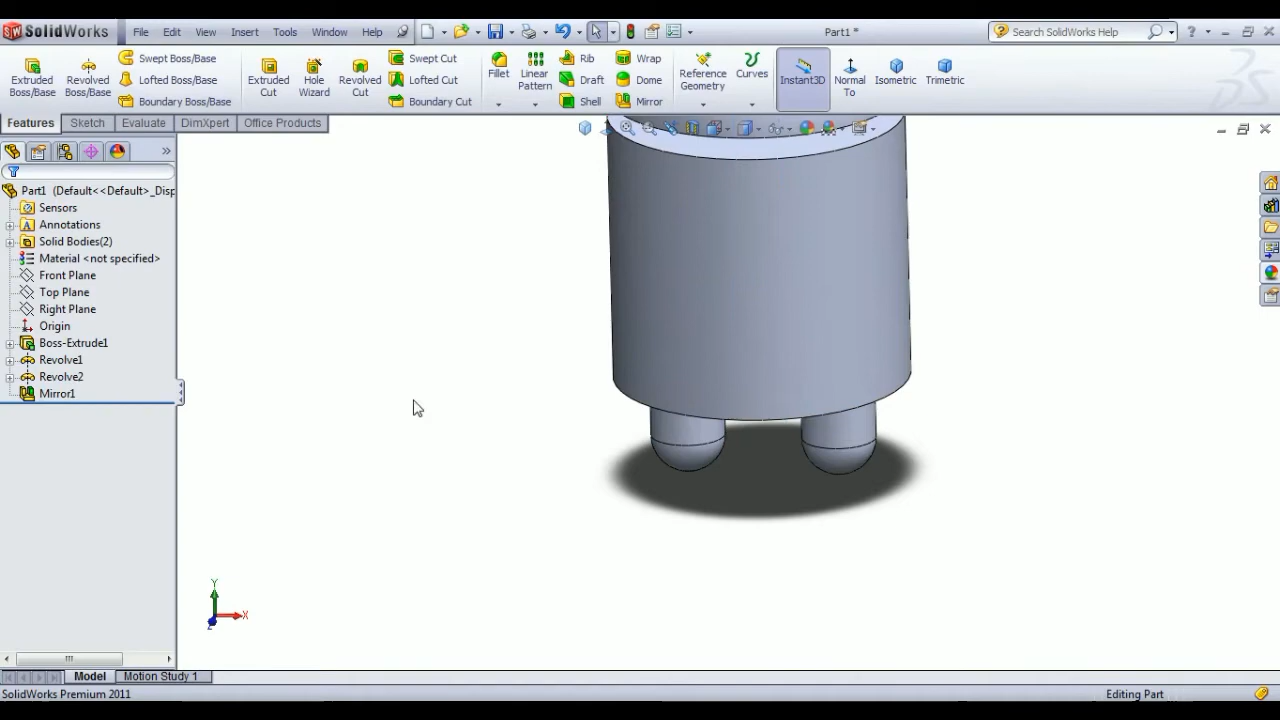 SolidWorks File Edit View Insert Tools Window Help Part1 * Search SolidWorks Help
Extruded Boss/Base
Revolved Boss/Base
Swept Boss/Base
Lofted Boss/Base
Boundary Boss/Base
Extruded Cut
Hole Wizard
Revolved Cut
Swept Cut
Lofted Cut
Boundary Cut
Fillet
Linear Pattern
Rib
Draft
Shell
Wrap
Dome
Mirror
Reference Geometry
Curves
Instant3D
Normal To
Isometric
Trimetric
Features Sketch Evaluate DimXpert Office Products
Part1 (Default<<Default>_Disp
Sensors
Annotations
Solid Bodies(2)
Material <not specified>
Front Plane
Top Plane
Right Plane
Origin
Boss-Extrude1
Revolve1
Revolve2
Mirror1
Y
X
Z
Model Motion Study 1
SolidWorks Premium 2011 Editing Part